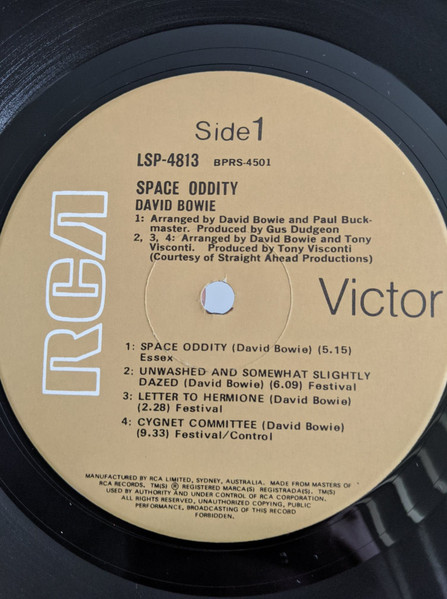 Side 1
LSP-4813 BPRS-4501
SPACE ODDITY
DAVID BOWIE
1: Arranged by David Bowie and Paul Buck-
master. Produced by Gus Dudgeon
2, 3, 4: Arranged by David Bowie and Tony
Visconti. Produced by Tony Visconti
(Courtesy of Straight Ahead Productions)
RCA
Victor
1: SPACE ODDITY (David Bowie) (5.15)
Essex
2: UNWASHED AND SOMEWHAT SLIGHTLY
DAZED (David Bowie) (6.09) Festival
3: LETTER TO HERMIONE (David Bowie)
(2.28) Festival
4: CYGNET COMMITTEE (David Bowie)
(9.33) Festival/Control
MANUFACTURED BY RCA LIMITED, SYDNEY, AUSTRALIA. MADE FROM MASTERS OF
RCA RECORDS. TM(S) ® REGISTERED MARCA(S) REGISTRADA(S). TM(S)
USED BY AUTHORITY AND UNDER CONTROL OF RCA CORPORATION.
ALL RIGHTS RESERVED, UNAUTHORIZED COPYING, PUBLIC
PERFORMANCE, BROADCASTING OF THIS RECORD
FORBIDDEN.